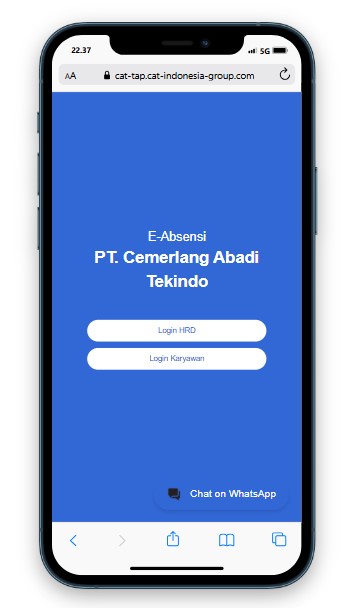 22.37
5G
AA
cat-tap.cat-indonesia-group.com
E-Absensi
PT. Cemerlang Abadi
Tekindo
Login HRD
Login Karyawan
Chat on WhatsApp